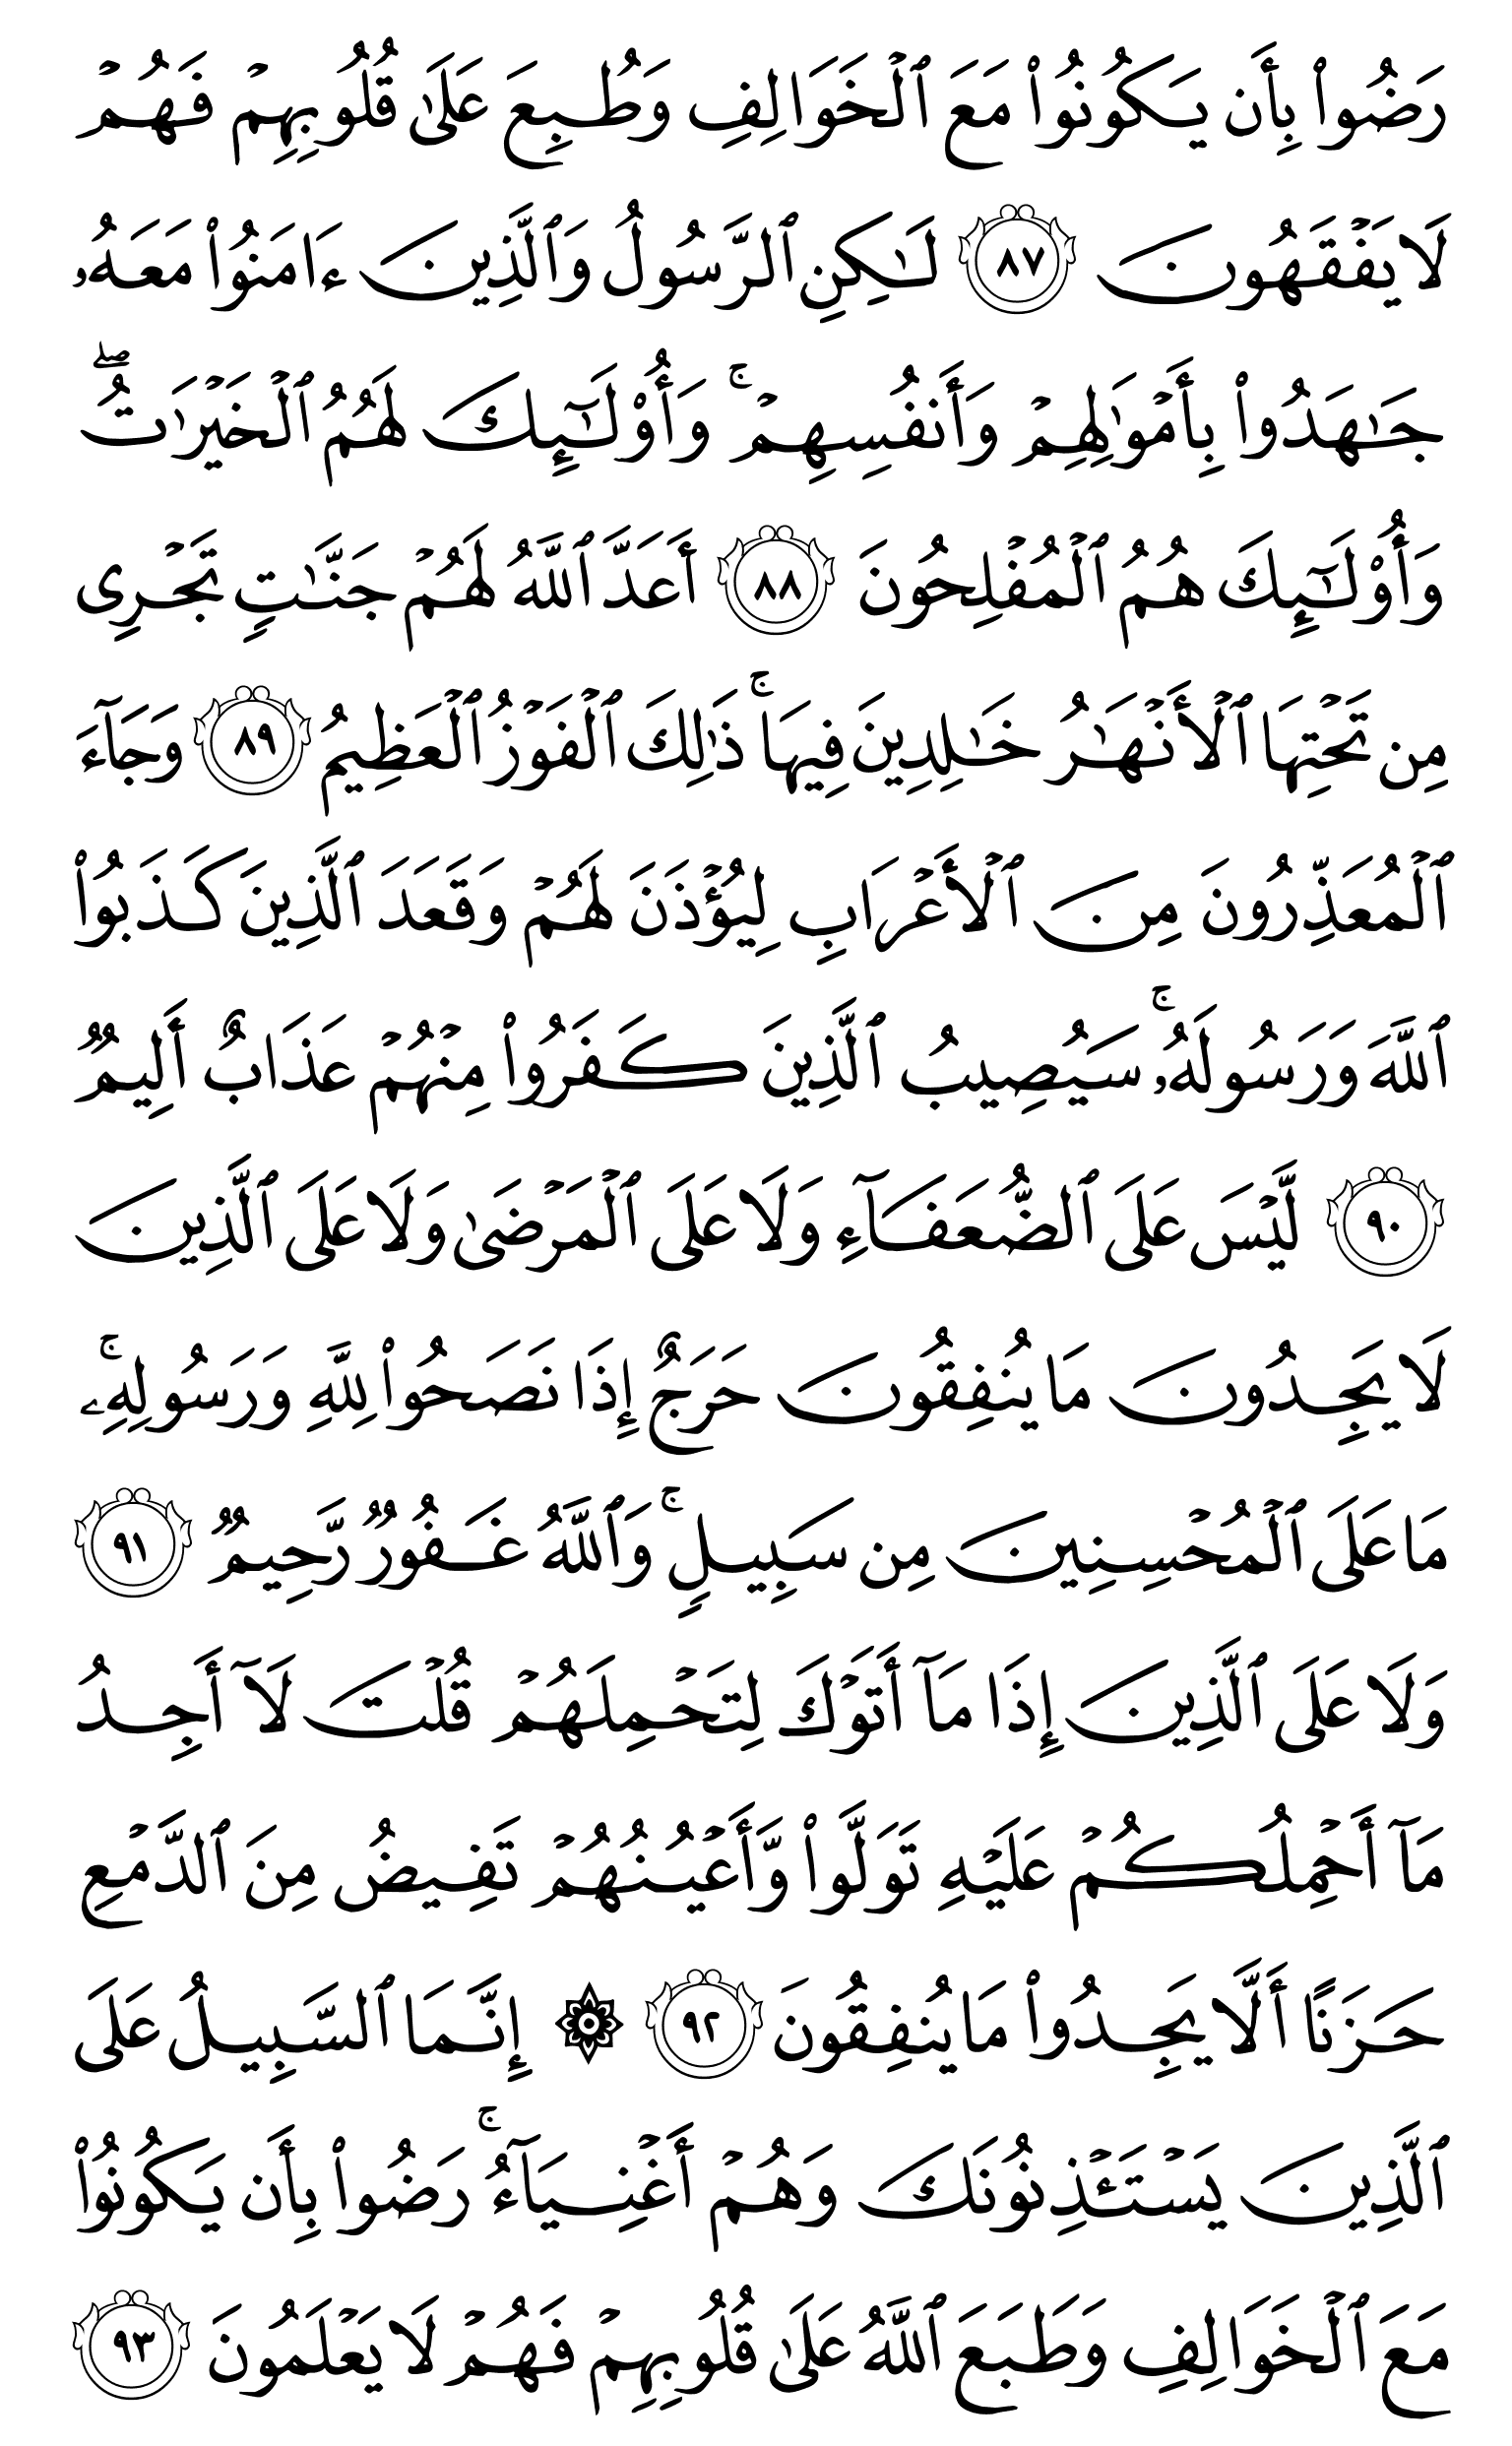 رَضُوا۟ بِأَن يَكُونُوا۟ مَعَ ٱلْخَوَالِفِ وَطُبِعَ عَلَىٰ قُلُوبِهِمْ فَهُمْ
لَا يَفْقَهُونَ ٨٧ لَـٰكِنِ ٱلرَّسُولُ وَٱلَّذِينَ ءَامَنُوا۟ مَعَهُۥ
جَـٰهَدُوا۟ بِأَمْوَٰلِهِمْ وَأَنفُسِهِمْ ۚ وَأُو۟لَـٰٓئِكَ لَهُمُ ٱلْخَيْرَٰتُ ۖ
وَأُو۟لَـٰٓئِكَ هُمُ ٱلْمُفْلِحُونَ ٨٨ أَعَدَّ ٱللَّهُ لَهُمْ جَنَّـٰتٍ تَجْرِى
مِن تَحْتِهَا ٱلْأَنْهَـٰرُ خَـٰلِدِينَ فِيهَا ۚ ذَٰلِكَ ٱلْفَوْزُ ٱلْعَظِيمُ ٨٩ وَجَآءَ
ٱلْمُعَذِّرُونَ مِنَ ٱلْأَعْرَابِ لِيُؤْذَنَ لَهُمْ وَقَعَدَ ٱلَّذِينَ كَذَبُوا۟
ٱللَّهَ وَرَسُولَهُۥ ۚ سَيُصِيبُ ٱلَّذِينَ كَفَرُوا۟ مِنْهُمْ عَذَابٌ أَلِيمٌ
٩٠ لَّيْسَ عَلَى ٱلضُّعَفَآءِ وَلَا عَلَى ٱلْمَرْضَىٰ وَلَا عَلَى ٱلَّذِينَ
لَا يَجِدُونَ مَا يُنفِقُونَ حَرَجٌ إِذَا نَصَحُوا۟ لِلَّهِ وَرَسُولِهِۦ ۚ
مَا عَلَى ٱلْمُحْسِنِينَ مِن سَبِيلٍ ۚ وَٱللَّهُ غَفُورٌ رَّحِيمٌ ٩١
وَلَا عَلَى ٱلَّذِينَ إِذَا مَآ أَتَوْكَ لِتَحْمِلَهُمْ قُلْتَ لَآ أَجِدُ
مَآ أَحْمِلُكُمْ عَلَيْهِ تَوَلَّوا۟ وَّأَعْيُنُهُمْ تَفِيضُ مِنَ ٱلدَّمْعِ
حَزَنًا أَلَّا يَجِدُوا۟ مَا يُنفِقُونَ ٩٢ ۞ إِنَّمَا ٱلسَّبِيلُ عَلَى
ٱلَّذِينَ يَسْتَـْٔذِنُونَكَ وَهُمْ أَغْنِيَآءُ ۚ رَضُوا۟ بِأَن يَكُونُوا۟
مَعَ ٱلْخَوَالِفِ وَطَبَعَ ٱللَّهُ عَلَىٰ قُلُوبِهِمْ فَهُمْ لَا يَعْلَمُونَ ٩٣